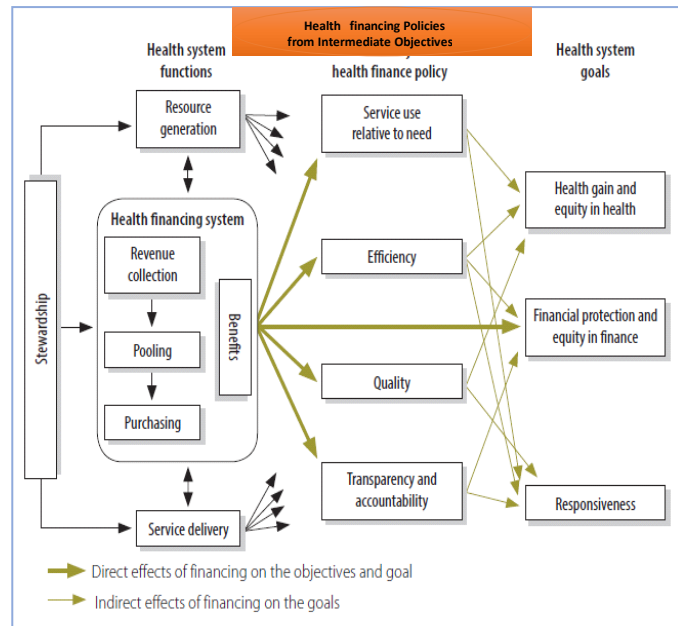 Health financing Policies
from Intermediate Objectives
Health system
functions
health finance policy
Health system
goals
Resource
generation
Service use
relative to need
Health gain and
equity in health
Health financing system
Revenue
collection
Efficiency
Stewardship
Benefits
Financial protection and
equity in finance
Pooling
Quality
Purchasing
Transparency and
accountability
Responsiveness
Service delivery
Direct effects of financing on the objectives and goal
Indirect effects of financing on the goals